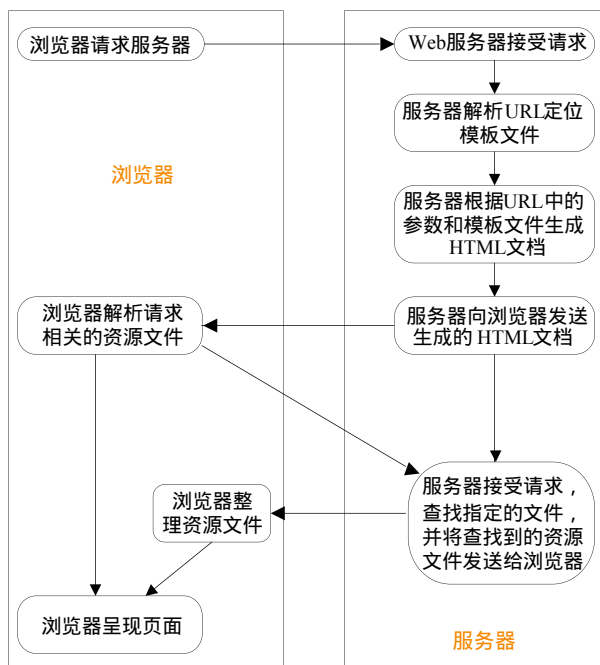 浏览器请求服务器
Web服务器接受请求
服务器解析URL定位
模板文件
浏览器
服务器根据URL中的
参数和模板文件生成
HTML文档
浏览器解析请求
相关的资源文件
服务器向浏览器发送
生成的 HTML文档
浏览器整
理资源文件
服务器接受请求，
查找指定的文件，
并将查找到的资源
文件发送给浏览器
浏览器呈现页面
服务器